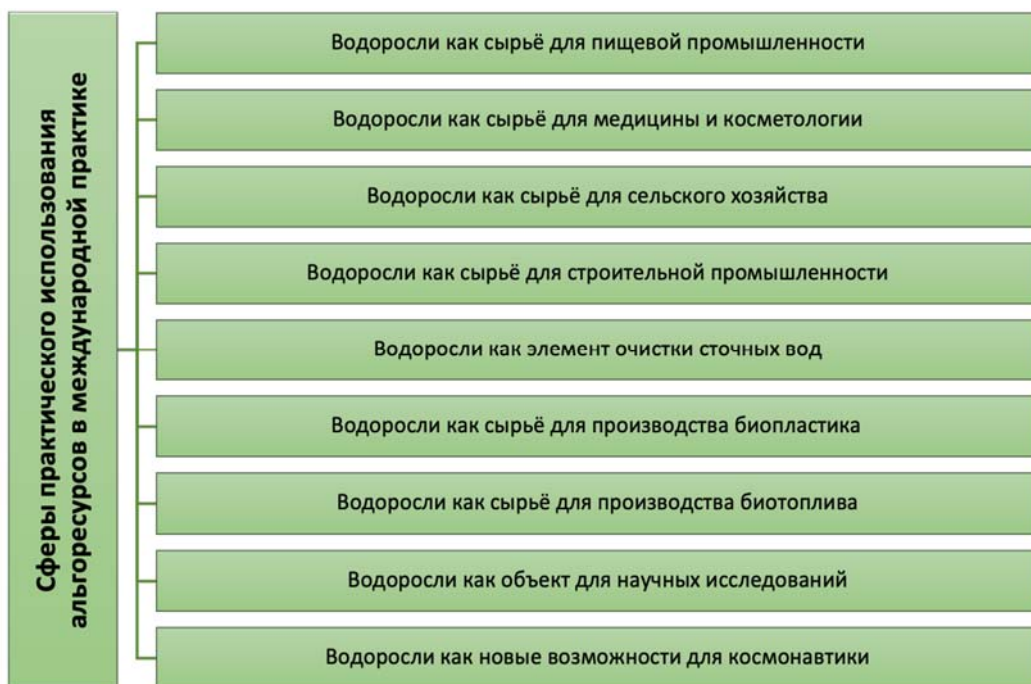 Сферы практического использования
альгоресурсов в международной практике
Водоросли как сырьё для пищевой промышленности
Водоросли как сырьё для медицины и косметологии
Водоросли как сырьё для сельского хозяйства
Водоросли как сырьё для строительной промышленности
Водоросли как элемент очистки сточных вод
Водоросли как сырьё для производства биопластика
Водоросли как сырьё для производства биотоплива
Водоросли как объект для научных исследований
Водоросли как новые возможности для космонавтики